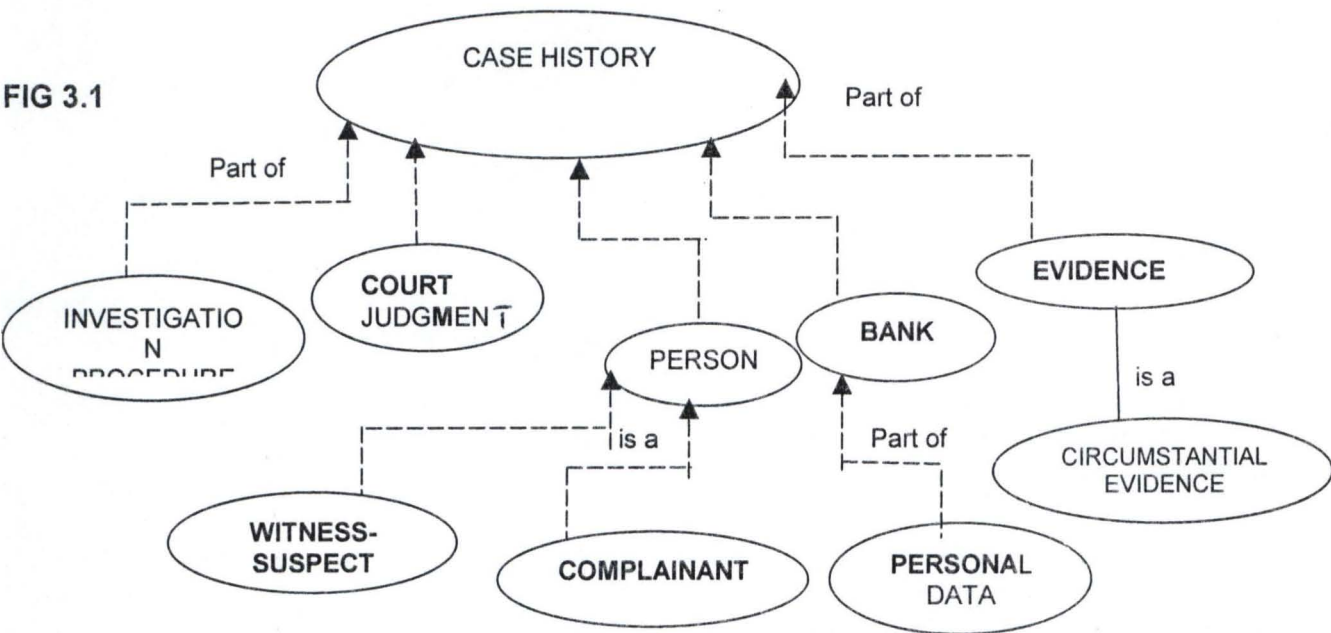 FIG 3.1
CASE HISTORY
Part of
Part of
INVESTIGATIO
N
PROCEDURE
COURT
JUDGMENT
PERSON
BANK
EVIDENCE
is a
is a
Part of
WITNESS-
SUSPECT
COMPLAINANT
PERSONAL
DATA
CIRCUMSTANTIAL
EVIDENCE